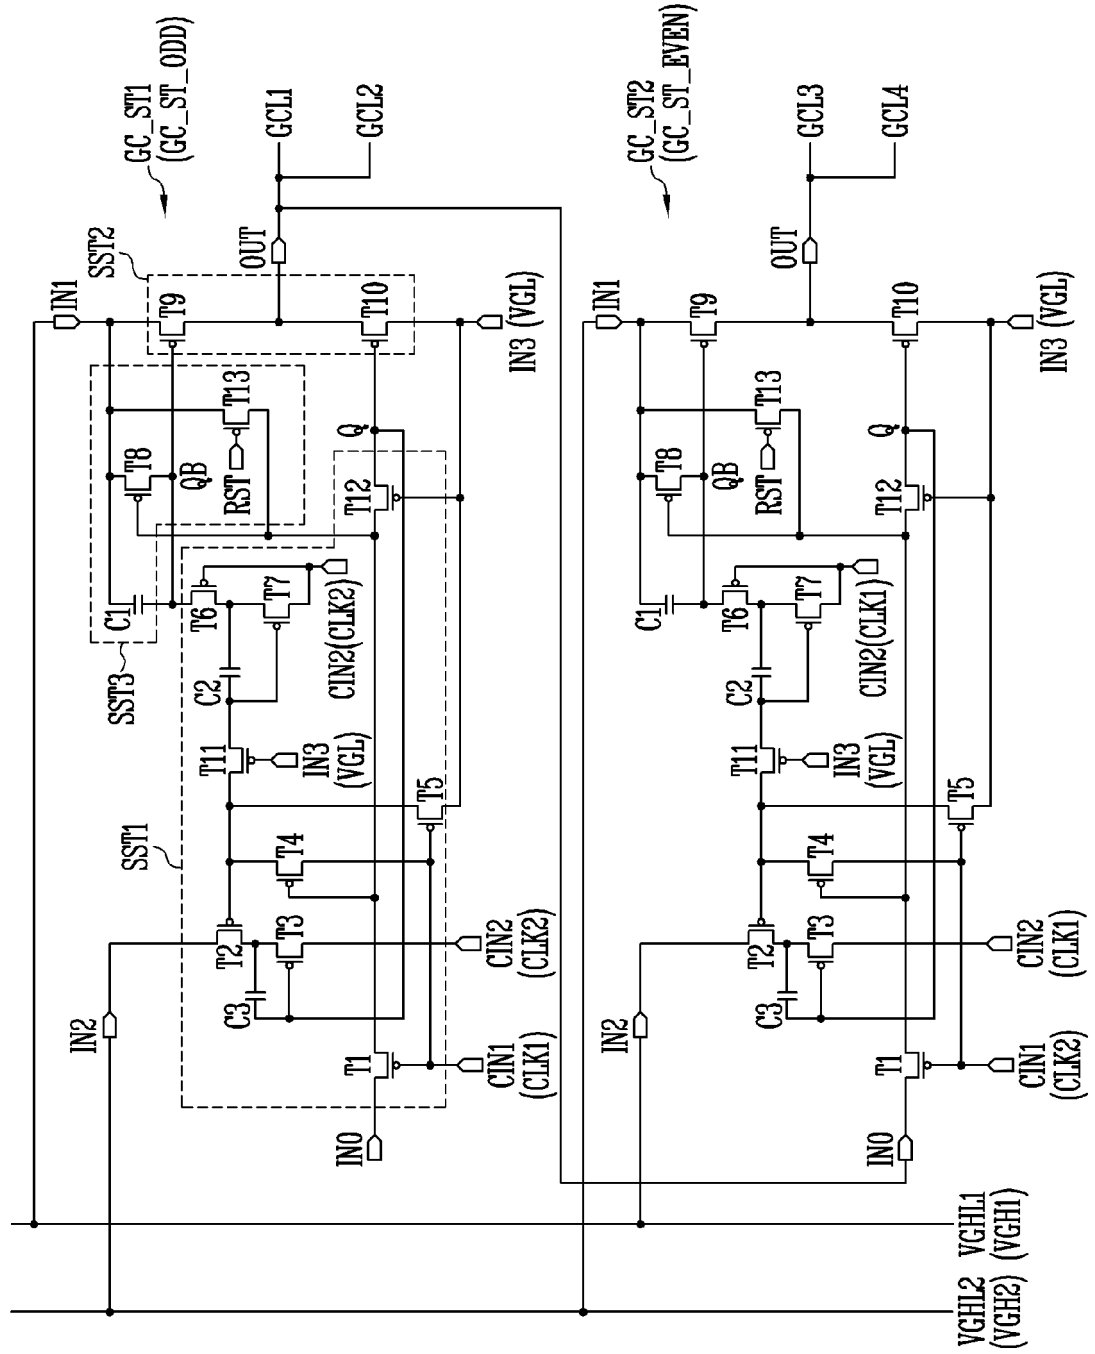 GC_ST1
(GC_ST_ODD)
GCL1
GCL2
SST2
OUT
IN1
T9
T10
IN3 (VGL)
SST3
C1
T8
QB
T13
RST
Q
T12
T6
T7
CIN2(CLK2)
C2
T11
IN3
(VGL)
SST1
T5
T4
T2
T3
C3
CIN2
(CLK2)
IN2
T1
CIN1
(CLK1)
IN0
GC_ST2
(GC_ST_EVEN)
GCL3
GCL4
OUT
IN1
T9
T10
IN3 (VGL)
C1
T8
QB
T13
RST
Q
T12
T6
T7
CIN2(CLK1)
C2
T11
IN3
(VGL)
T5
T4
T2
T3
C3
CIN2
(CLK1)
IN2
T1
CIN1
(CLK2)
IN0
VGHL1
(VGH1)
VGHL2
(VGH2)